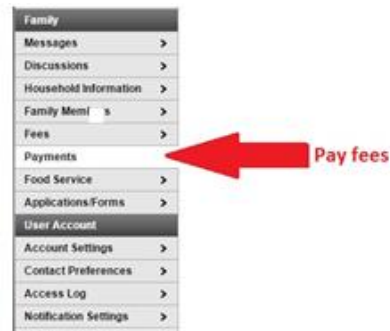 Family
Messages >
Discussions >
Household Information >
Family Mem s >
Fees >
Payments
Pay fees
Food Service >
Applications/Forms >
User Account
Account Settings >
Contact Preferences >
Access Log >
Notification Settings >